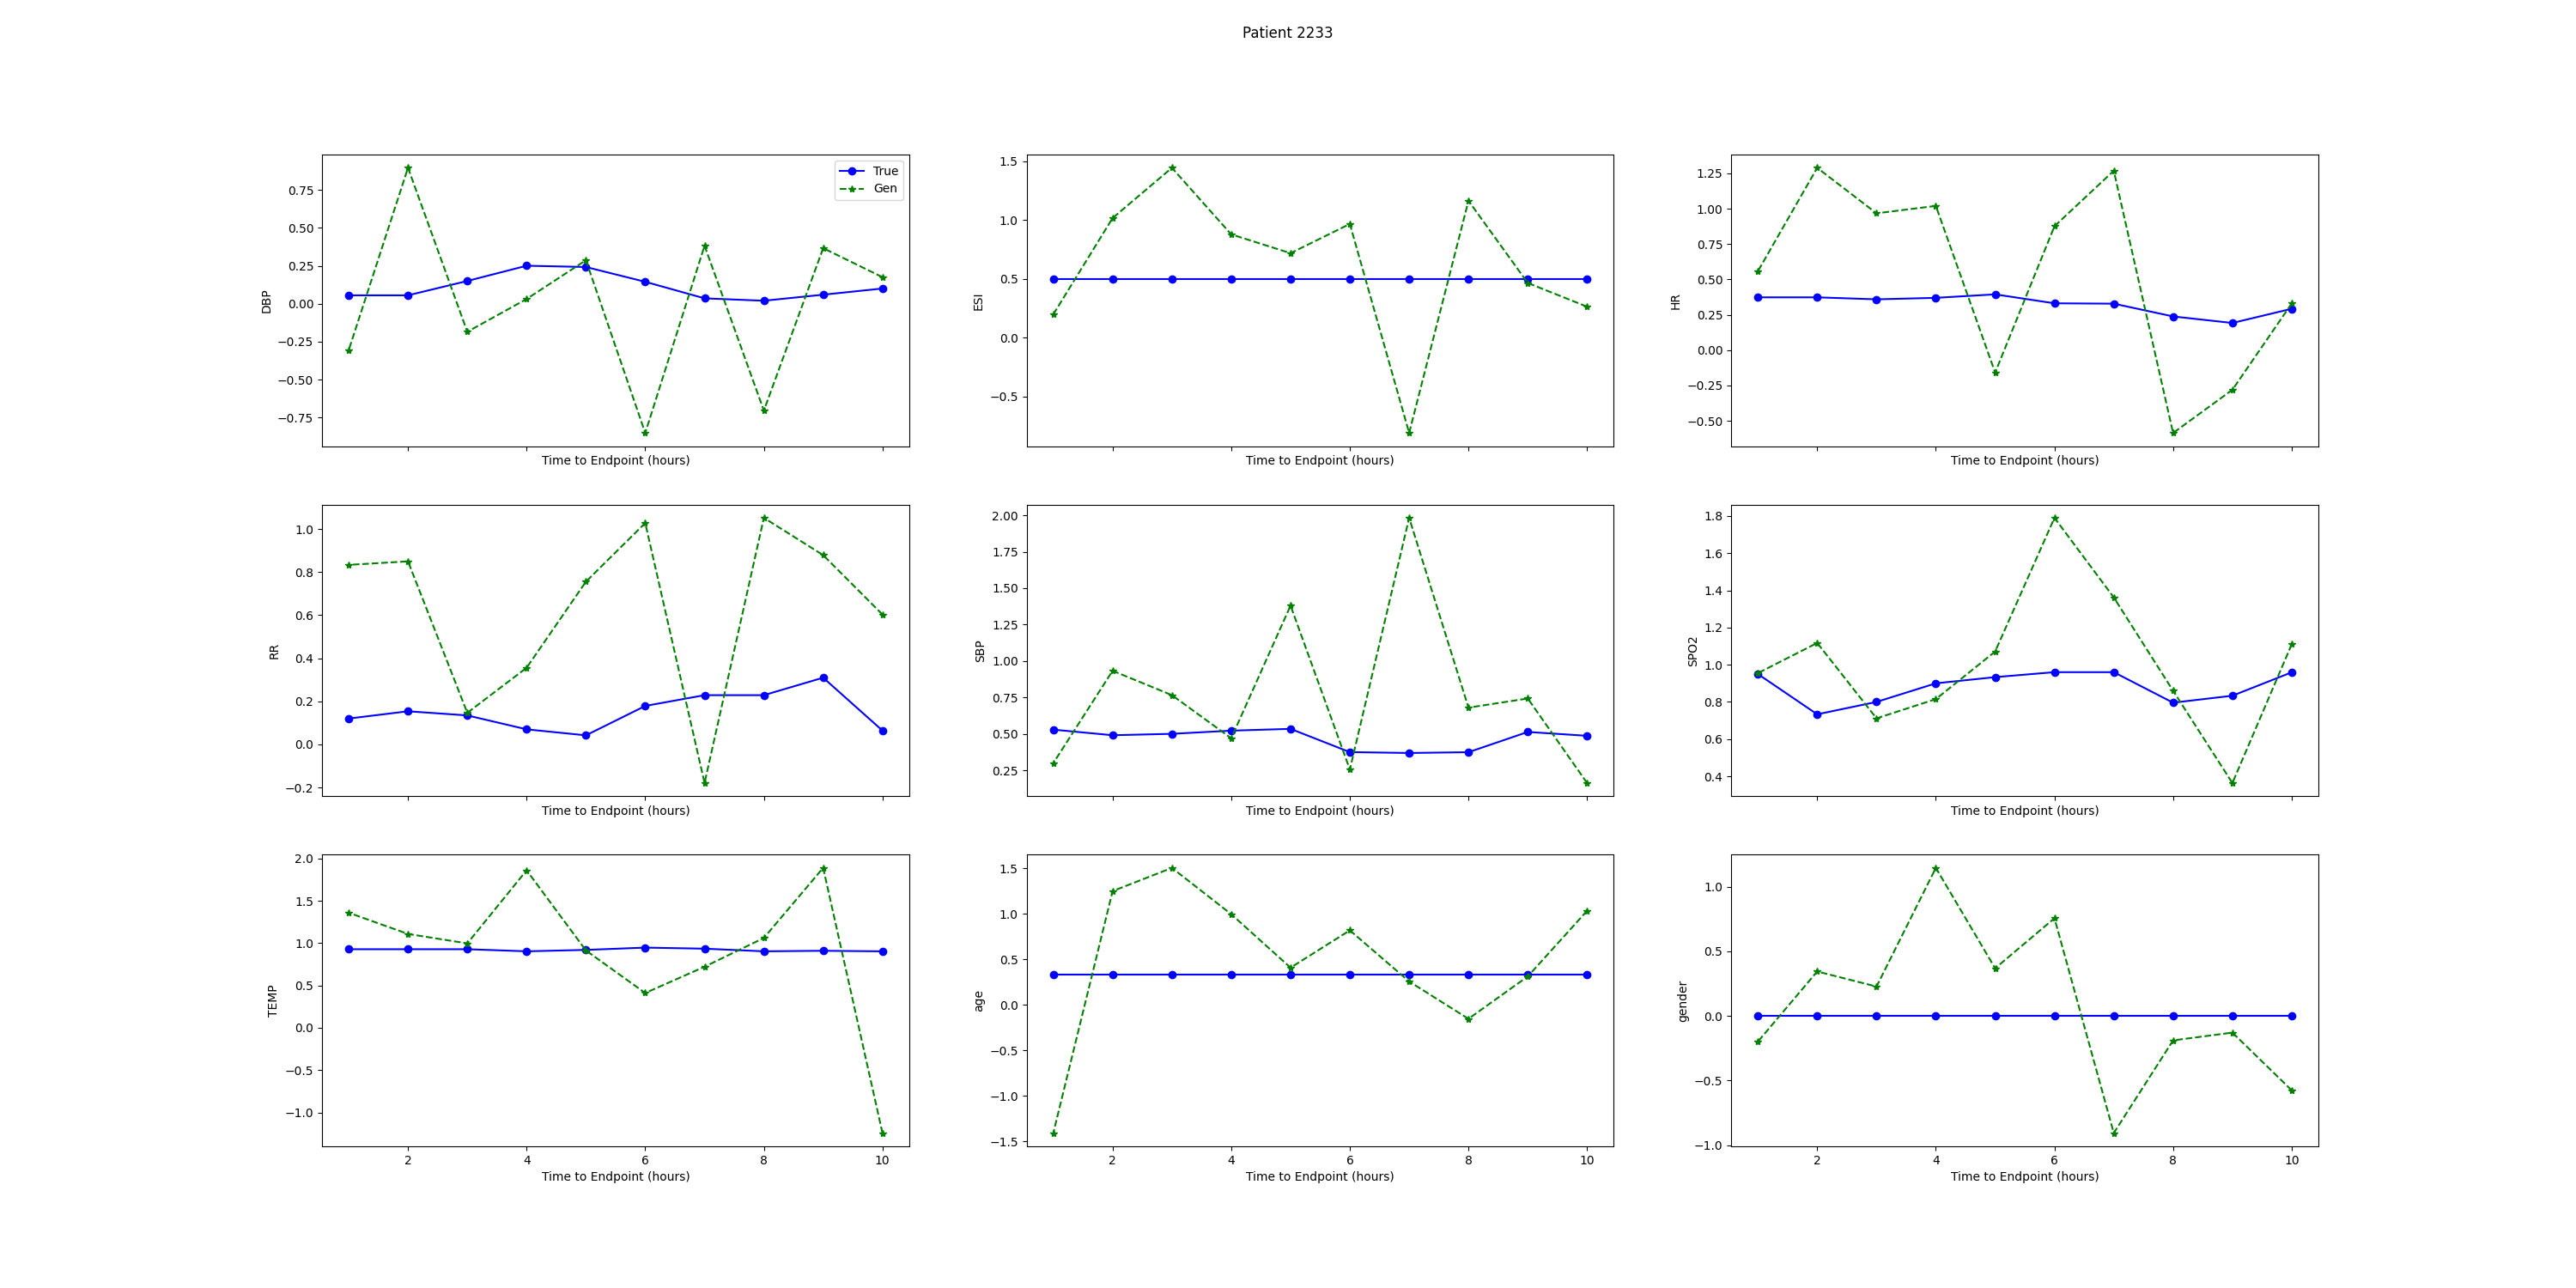 Patient 2233
True
Gen
DBP
0.75
0.50
0.25
0.00
−0.25
−0.50
−0.75
Time to Endpoint (hours)
ESI
1.5
1.0
0.5
0.0
−0.5
Time to Endpoint (hours)
HR
1.25
1.00
0.75
0.50
0.25
0.00
−0.25
−0.50
Time to Endpoint (hours)
RR
1.0
0.8
0.6
0.4
0.2
0.0
−0.2
Time to Endpoint (hours)
SBP
2.00
1.75
1.50
1.25
1.00
0.75
0.50
0.25
Time to Endpoint (hours)
SPO2
1.8
1.6
1.4
1.2
1.0
0.8
0.6
0.4
Time to Endpoint (hours)
TEMP
2.0
1.5
1.0
0.5
0.0
−0.5
−1.0
2 4 6 8 10
Time to Endpoint (hours)
age
1.5
1.0
0.5
0.0
−0.5
−1.0
−1.5
2 4 6 8 10
Time to Endpoint (hours)
gender
1.0
0.5
0.0
−0.5
−1.0
2 4 6 8 10
Time to Endpoint (hours)